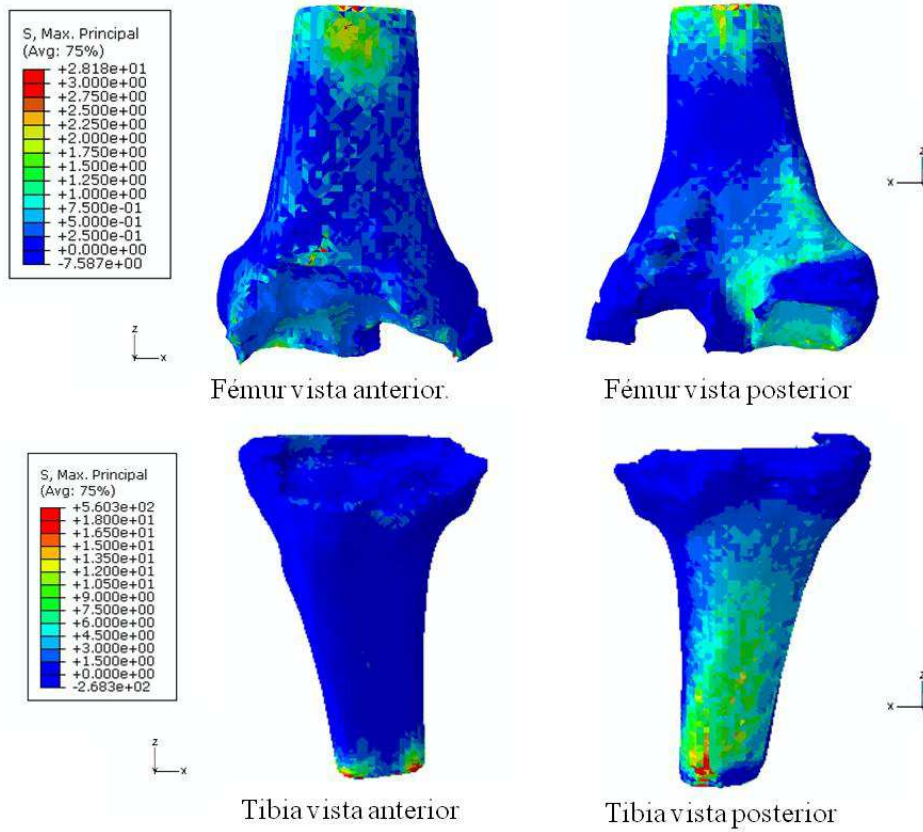 S, Max. Principal
(Avg: 75%)
+2.818e+01
+3.000e+00
+2.750e+00
+2.500e+00
+2.250e+00
+2.000e+00
+1.750e+00
+1.500e+00
+1.250e+00
+1.000e+00
+7.500e-01
+5.000e-01
+2.500e-01
+0.000e+00
-7.587e+00
z
x
z
x
Fémur vista anterior.
Fémur vista posterior
S, Max. Principal
(Avg: 75%)
+5.603e+02
+1.800e+01
+1.650e+01
+1.500e+01
+1.350e+01
+1.200e+01
+1.050e+01
+9.000e+00
+7.500e+00
+6.000e+00
+4.500e+00
+3.000e+00
+1.500e+00
+0.000e+00
-2.683e+02
z
x
z
x
Tibia vista anterior
Tibia vista posterior